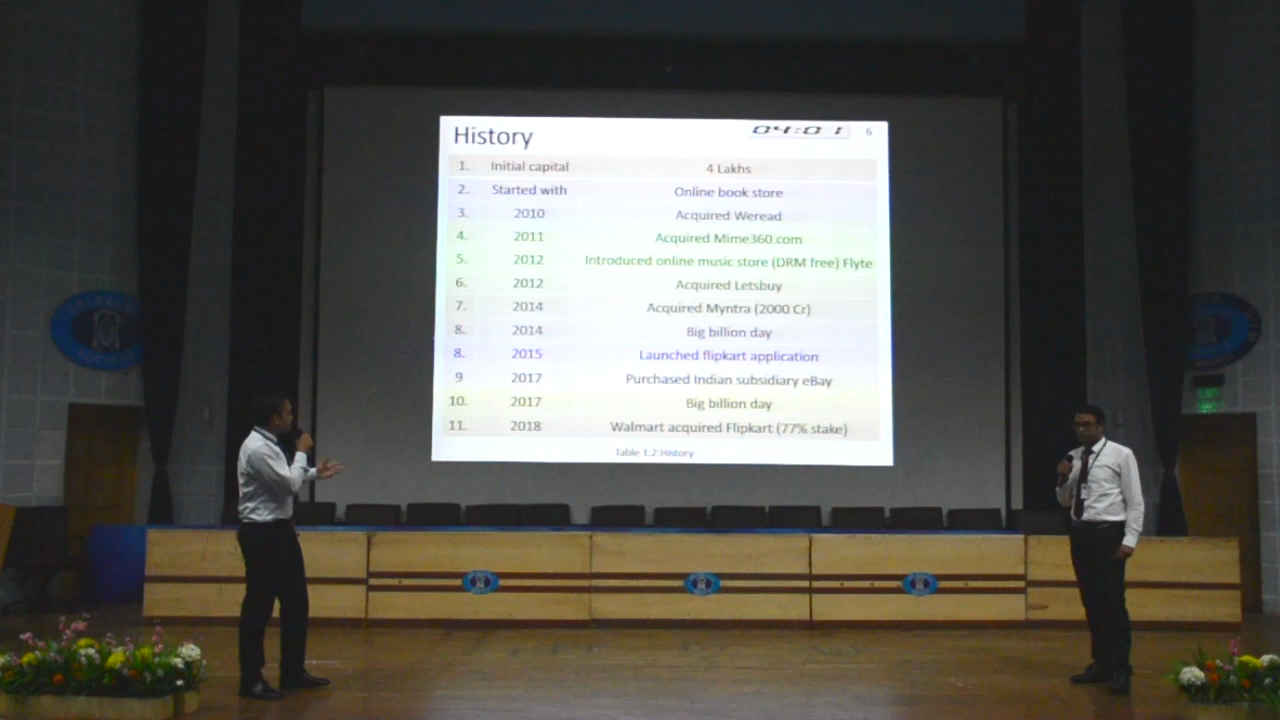 History
04:01
6
1. Initial capital 4 Lakhs
2. Started with Online book store
3. 2010 Acquired Weread
4. 2011 Acquired Mime360.com
5. 2012 Introduced online music store (DRM free) Flyte
6. 2012 Acquired Letsbuy
7. 2014 Acquired Myntra (2000 Cr)
8. 2014 Big billion day
8. 2015 Launched flipkart application
9 2017 Purchased Indian subsidiary eBay
10. 2017 Big billion day
11. 2018 Walmart acquired Flipkart (77% stake)
Table 1.2 History
SOCIETY
EXIT